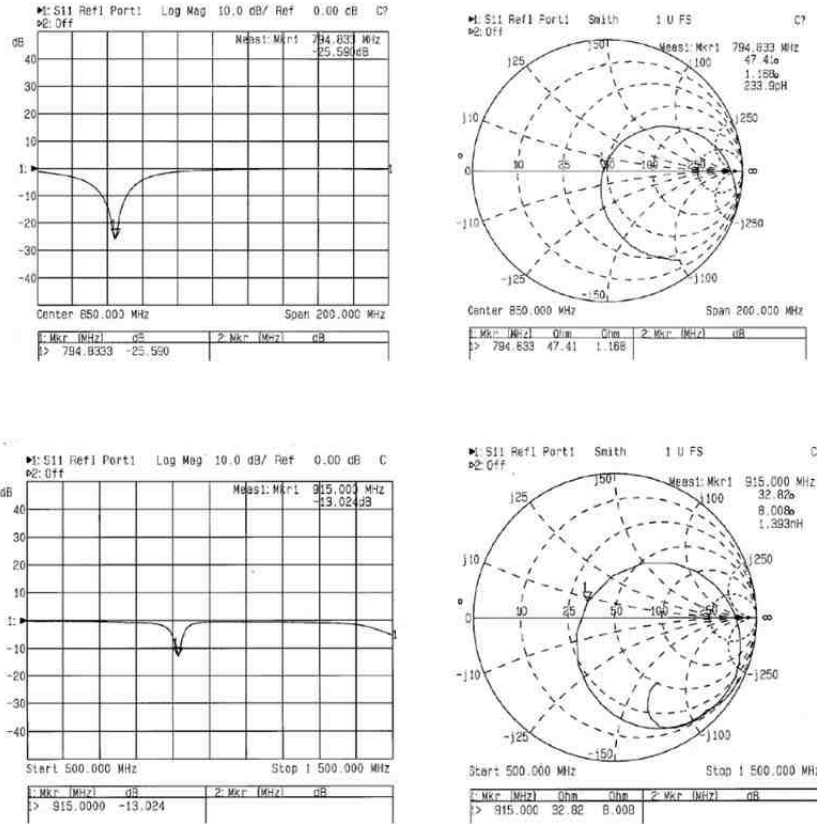 1: S11 Refl Port1 Log Mag 10.0 dB/ Ref 0.00 dB C?
2: Off
dB
Meas1: Mkr1 794.833 MHz
-25.590dB
40
30
20
10
1:
-10
-20
-30
-40
1
Center 850.000 MHz Span 200.000 MHz
1: Mkr (MHz) dB 2: Mkr (MHz) dB
1> 794.8333 -25.590
1: S11 Refl Port1 Smith 1 U FS C?
2: Off
Meas1: Mkr1 794.833 MHz
47.41
1.168
233.9pH
j50
j25 j100
j10 j250
0 10 25 50 100 250 ∞
-j10 -j250
-j25 -j100
-j50
Center 850.000 MHz Span 200.000 MHz
1: Mkr (MHz) Ohm Ohm 2: Mkr (MHz) dB
1> 794.833 47.41 1.168
1: S11 Refl Port1 Log Mag 10.0 dB/ Ref 0.00 dB C
2: Off
dB
Meas1: Mkr1 915.000 MHz
-13.024dB
40
30
20
10
1:
-10
-20
-30
-40
1
Start 500.000 MHz Stop 1 500.000 MHz
1: Mkr (MHz) dB 2: Mkr (MHz) dB
1> 915.0000 -13.024
1: S11 Refl Port1 Smith 1 U FS C
2: Off
Meas1: Mkr1 915.000 MHz
32.82
8.008
1.393nH
j50
j25 j100
j10 j250
0 10 25 50 100 250 ∞
-j10 -j250
-j25 -j100
-j50
Start 500.000 MHz Stop 1 500.000 MHz
1: Mkr (MHz) Ohm Ohm 2: Mkr (MHz) dB
1> 915.000 32.82 8.008